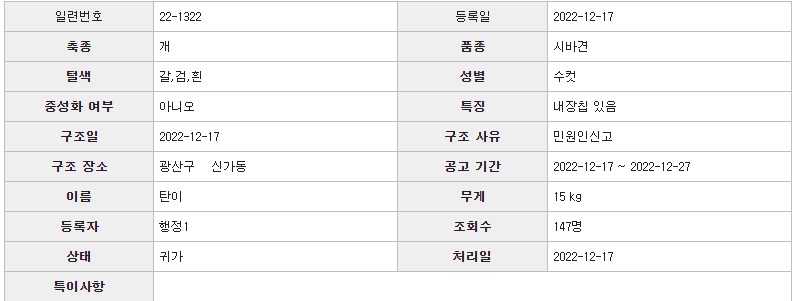 일련번호 22-1322 등록일 2022-12-17
축종 개 품종 시바견
털색 갈,검,흰 성별 수컷
중성화 여부 아니오 특징 내장칩 있음
구조일 2022-12-17 구조 사유 민원인신고
구조 장소 광산구 신가동 공고 기간 2022-12-17 ~ 2022-12-27
이름 탄이 무게 15 kg
등록자 행정1 조회수 147명
상태 귀가 처리일 2022-12-17
특이사항